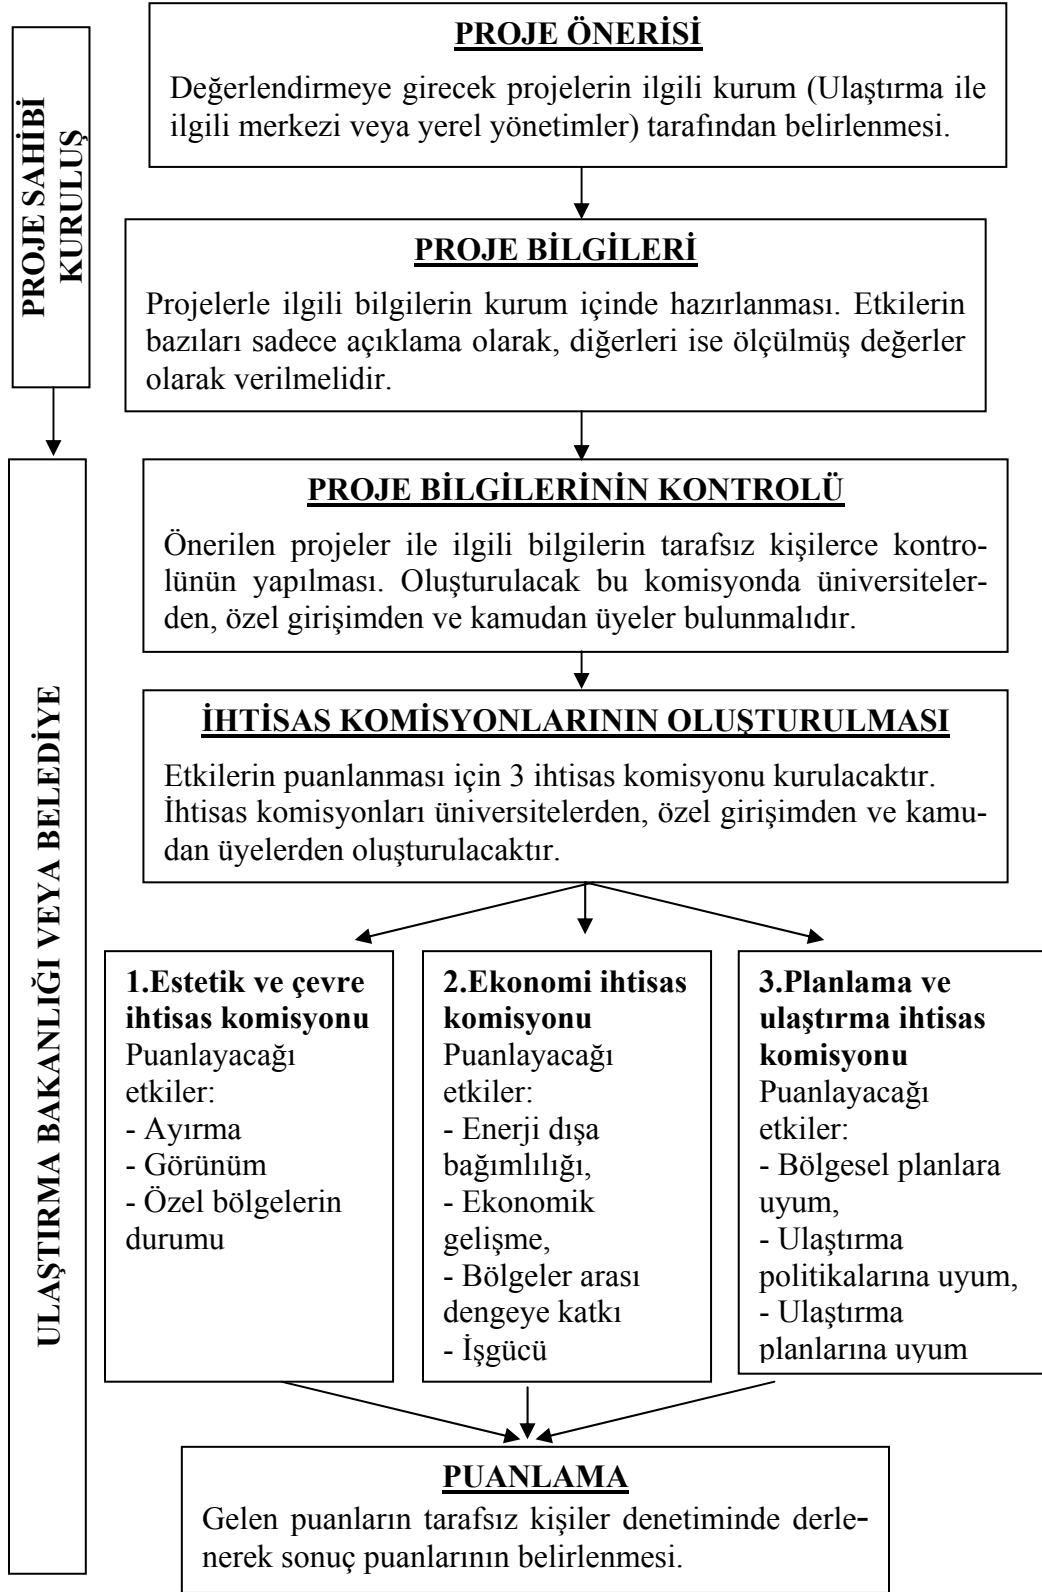 PROJE SAHİBİ
KURULUŞ
PROJE ÖNERİSİ
Değerlendirmeye girecek projelerin ilgili kurum (Ulaştırma ile
ilgili merkezi veya yerel yönetimler) tarafından belirlenmesi.
PROJE BİLGİLERİ
Projelerle ilgili bilgilerin kurum içinde hazırlanması. Etkilerin
bazıları sadece açıklama olarak, diğerleri ise ölçülmüş değerler
olarak verilmelidir.
ULAŞTIRMA BAKANLIĞI VEYA BELEDİYE
PROJE BİLGİLERİNİN KONTROLÜ
Önerilen projeler ile ilgili bilgilerin tarafsız kişilerce kontro-
lünün yapılması. Oluşturulacak bu komisyonda üniversiteler-
den, özel girişimden ve kamudan üyeler bulunmalıdır.
İHTİSAS KOMİSYONLARININ OLUŞTURULMASI
Etkilerin puanlanması için 3 ihtisas komisyonu kurulacaktır.
İhtisas komisyonları üniversitelerden, özel girişimden ve kamu-
dan üyelerden oluşturulacaktır.
1.Estetik ve çevre
ihtisas komisyonu
Puanlayacağı
etkiler:
- Ayırma
- Görünüm
- Özel bölgelerin
durumu
2.Ekonomi ihtisas
komisyonu
Puanlayacağı
etkiler:
- Enerji dışa
bağımlılığı,
- Ekonomik
gelişme,
- Bölgeler arası
dengeye katkı
- İşgücü
3.Planlama ve
ulaştırma ihtisas
komisyonu
Puanlayacağı
etkiler:
- Bölgesel planlara
uyum,
- Ulaştırma
politikalarına uyum,
- Ulaştırma
planlarına uyum
PUANLAMA
Gelen puanların tarafsız kişiler denetiminde derle-
nerek sonuç puanlarının belirlenmesi.